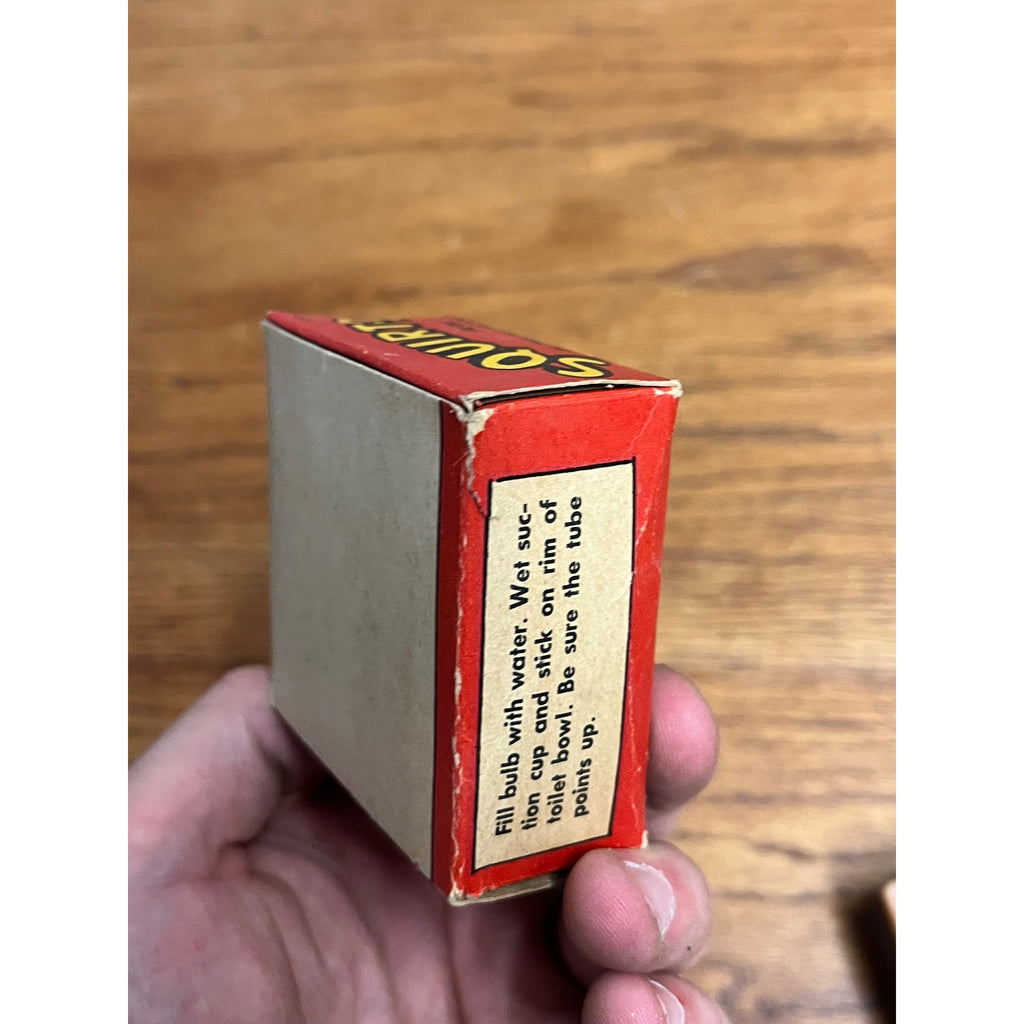 SQUIRT
Fill bulb with water. Wet suc-
tion cup and stick on rim of
toilet bowl. Be sure the tube
points up.